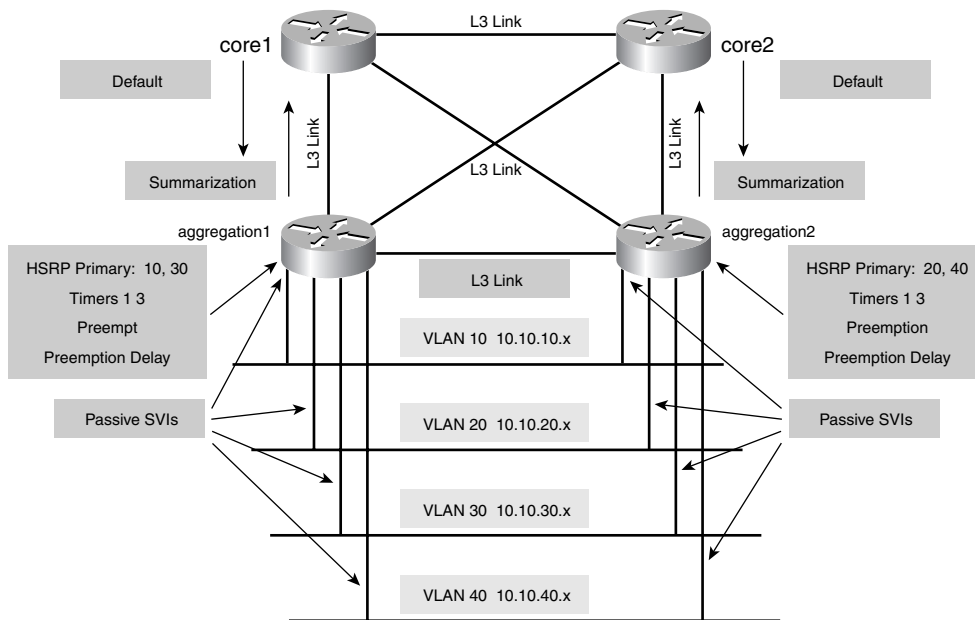 L3 Link
core1
core2
Default
Default
L3 Link
L3 Link
L3 Link
Summarization
Summarization
aggregation1
aggregation2
HSRP Primary: 10, 30
Timers 1 3
Preempt
Preemption Delay
L3 Link
HSRP Primary: 20, 40
Timers 1 3
Preemption
Preemption Delay
VLAN 10 10.10.10.x
Passive SVIs
VLAN 20 10.10.20.x
Passive SVIs
VLAN 30 10.10.30.x
VLAN 40 10.10.40.x